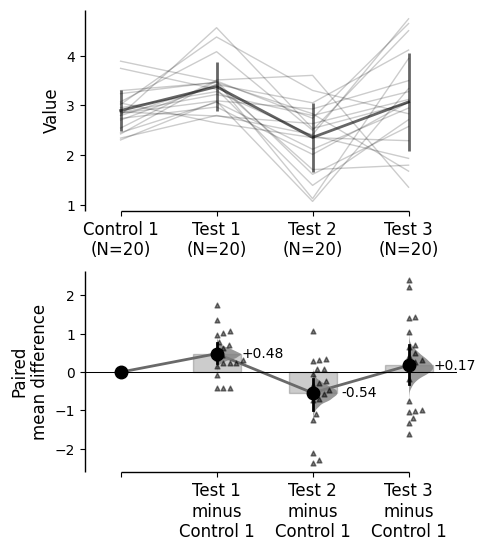 4
3
2
1
Value
Control 1 Test 1 Test 2 Test 3
(N=20) (N=20) (N=20) (N=20)
2
1
0
−1
−2
Paired
mean difference
+0.48
-0.54
+0.17
Test 1 Test 2 Test 3
minus minus minus
Control 1 Control 1 Control 1